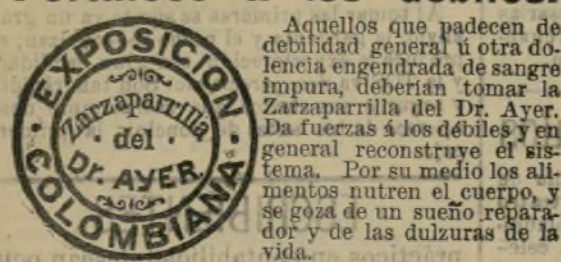 EXPOSICION COLOMBIANA
Zarzaparrilla
del
Dr. AYER.
Aquellos que padecen de
debilidad general ú otra do-
lencia engendrada de sangre
impura, deberian tomar la
Zarzaparrilla del Dr. Ayer.
Da fuerzas á los débiles y en
general reconstruye el sis-
tema. Por su medio los ali-
mentos nutren el cuerpo, y
se goza de un sueño repara-
dor y de las dulzuras de la
vida.